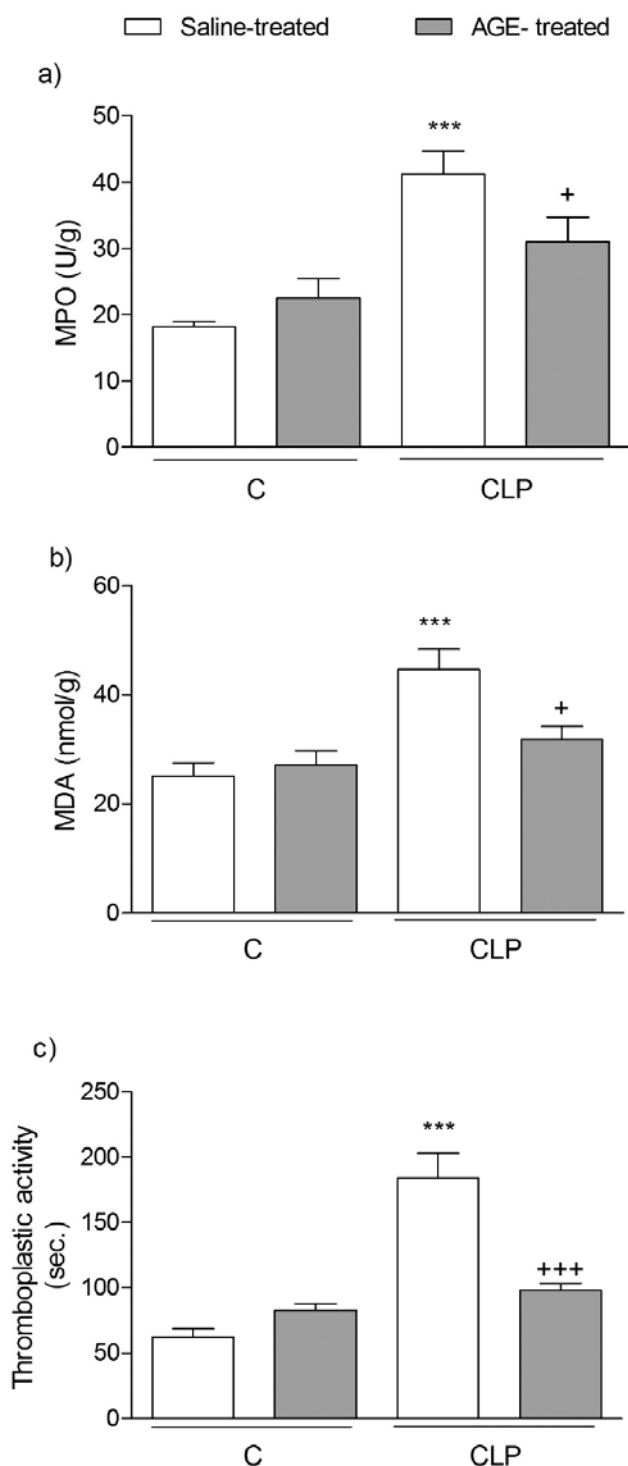 Saline-treated AGE- treated
a)
MPO (U/g)
50
40
30
20
10
0
***
+
C CLP
b)
MDA (nmol/g)
60
40
20
0
***
+
C CLP
c)
Thromboplastic activity
(sec.)
250
200
150
100
50
0
***
+++
C CLP